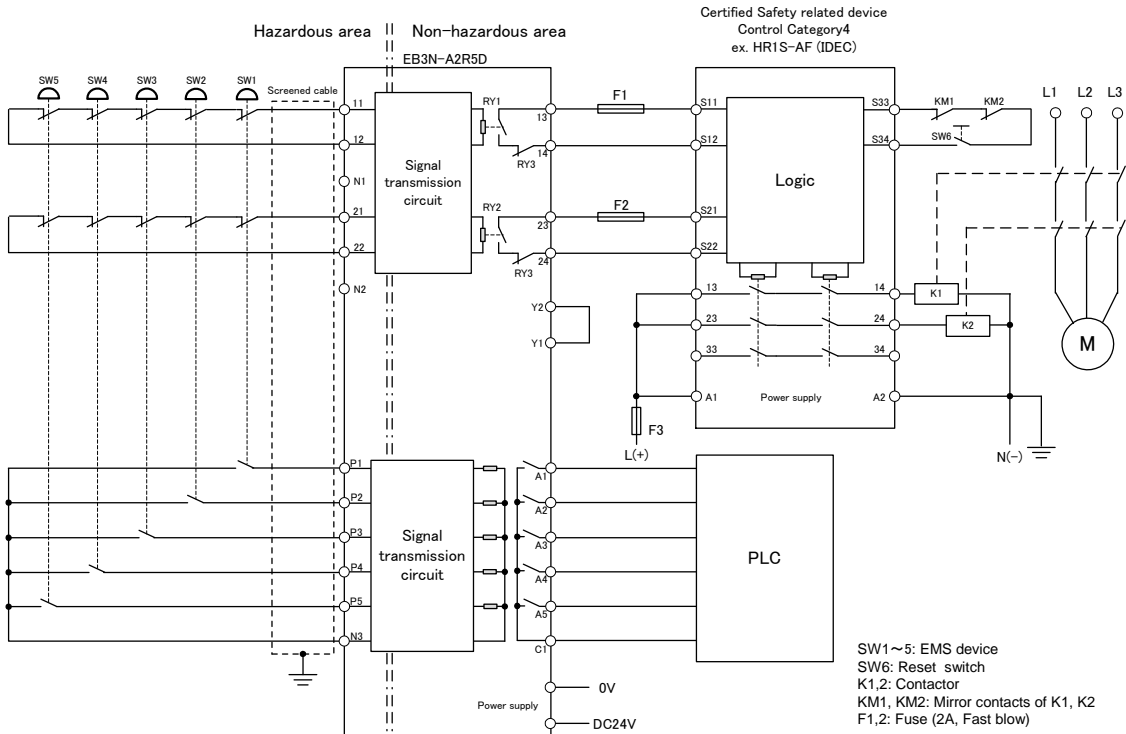 Certified Safety related device
Control Category4
ex. HR1S-AF (IDEC)
Hazardous area
Non-hazardous area
EB3N-A2R5D
SW5
SW4
SW3
SW2
SW1
Screened cable
11
12
N1
21
22
N2
Signal
transmission
circuit
RY1
13
14
RY3
RY2
23
24
RY3
Y2
Y1
F1
F2
S11
S12
S21
S22
Logic
S33
S34
KM1
KM2
SW6
L1
L2
L3
13
14
23
24
33
34
K1
K2
M
A1
Power supply
A2
F3
L(+)
N(-)
P1
P2
P3
P4
P5
N3
Signal
transmission
circuit
A1
A2
A3
A4
A5
C1
PLC
Power supply
0V
DC24V
SW1~5: EMS device
SW6: Reset switch
K1,2: Contactor
KM1, KM2: Mirror contacts of K1, K2
F1,2: Fuse (2A, Fast blow)